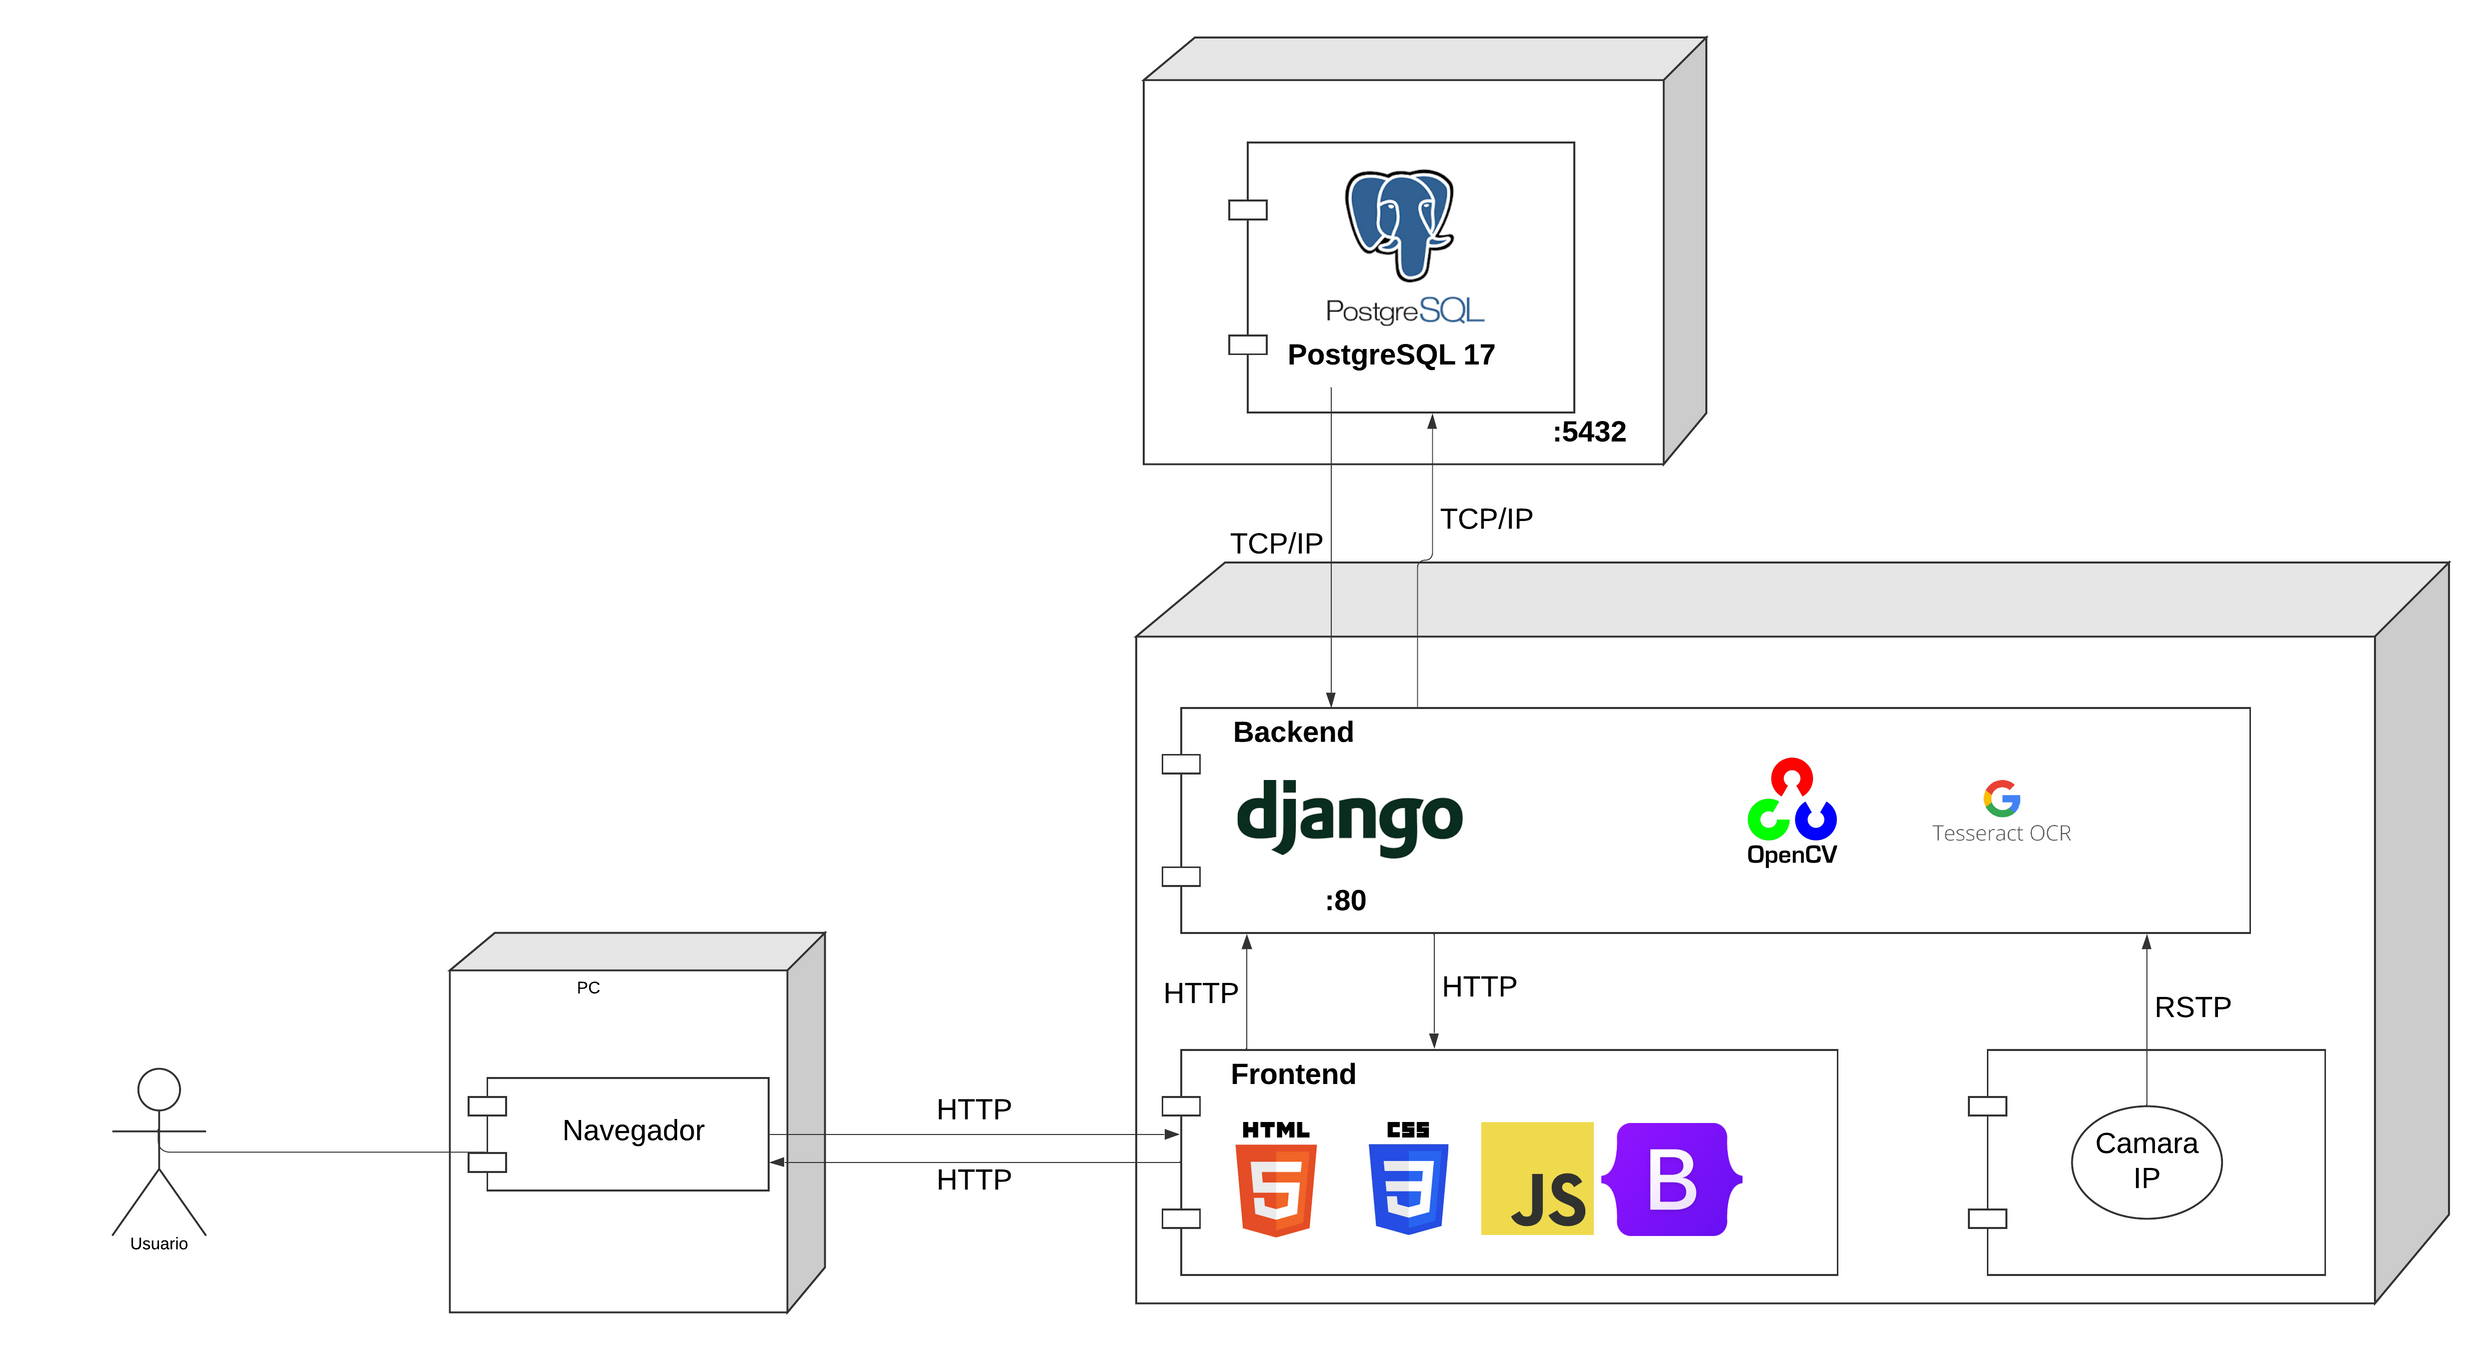 PostgreSQL
PostgreSQL 17
:5432
TCP/IP
TCP/IP
Backend
django
OpenCV
Tesseract OCR
:80
PC
HTTP
HTTP
RSTP
Navegador
HTTP
HTTP
Frontend
HTML
CSS
JS
B
Camara
IP
Usuario